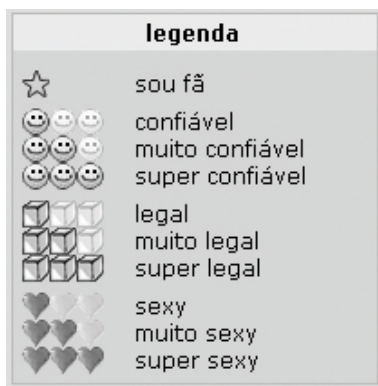 legenda
sou fã
confiável
muito confiável
super confiável
legal
muito legal
super legal
sexy
muito sexy
super sexy